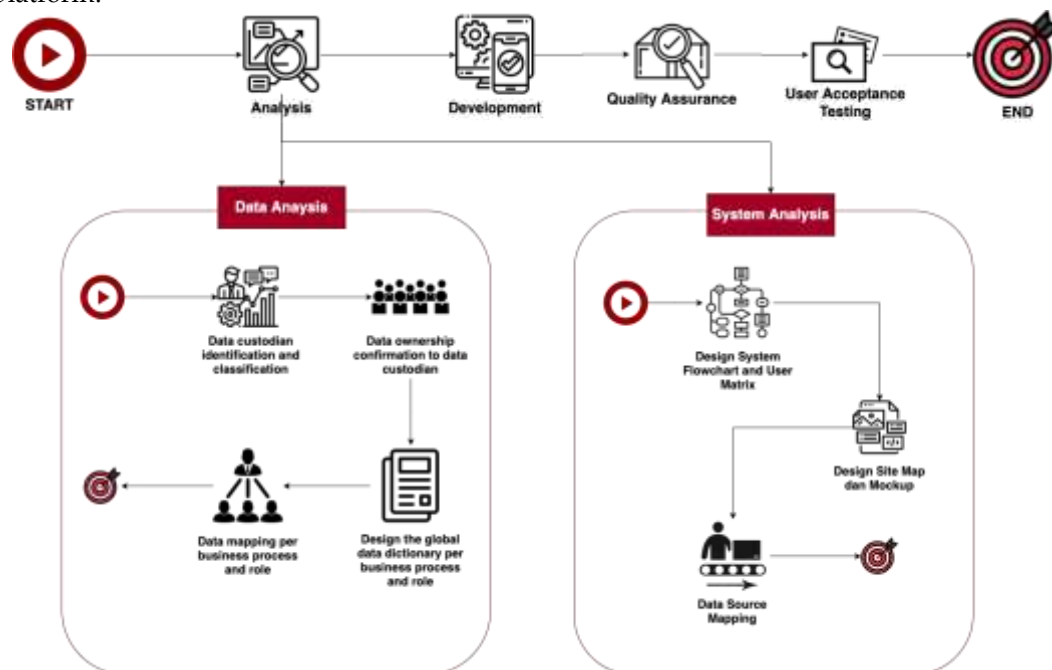 START
Analysis
Development
Quality Assurance
User Acceptance
Testing
END
Data Anaysis
System Analysis
Data custodian
identification and
classification
Data ownership
confirmation to data
custodian
Design System
Flowchart and User
Matrix
Design Site Map
dan Mockup
Data mapping per
business process
and role
Design the global
data dictionary per
business process
and role
Data Source
Mapping